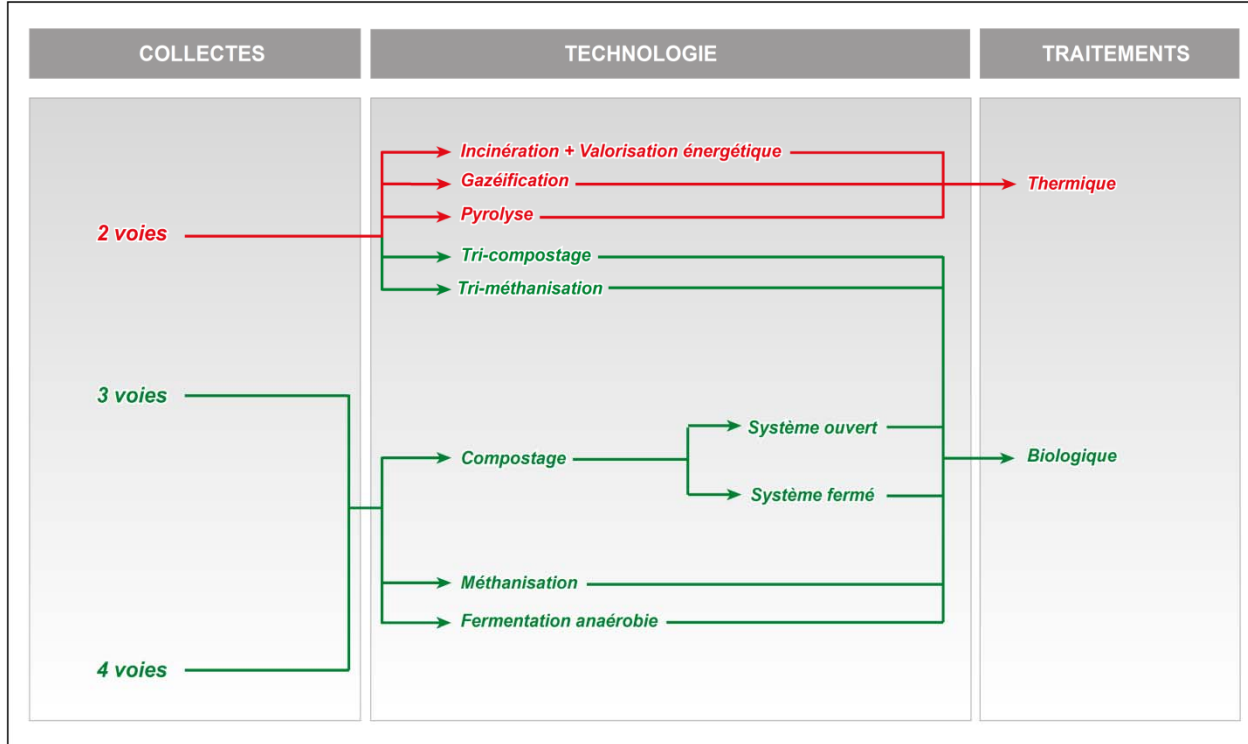 COLLECTES
TECHNOLOGIE
TRAITEMENTS
Incinération + Valorisation énergétique
Gazéification
Thermique
Pyrolyse
2 voies
Tri-compostage
Tri-méthanisation
3 voies
Système ouvert
Compostage
Biologique
Système fermé
Méthanisation
Fermentation anaérobie
4 voies